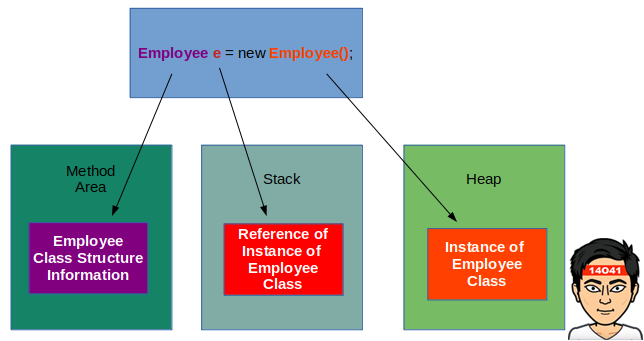 Employee e = new Employee();
Method
Area
Employee
Class Structure
Information
Stack
Reference of
Instance of
Employee
Class
Heap
Instance of
Employee
Class
14041